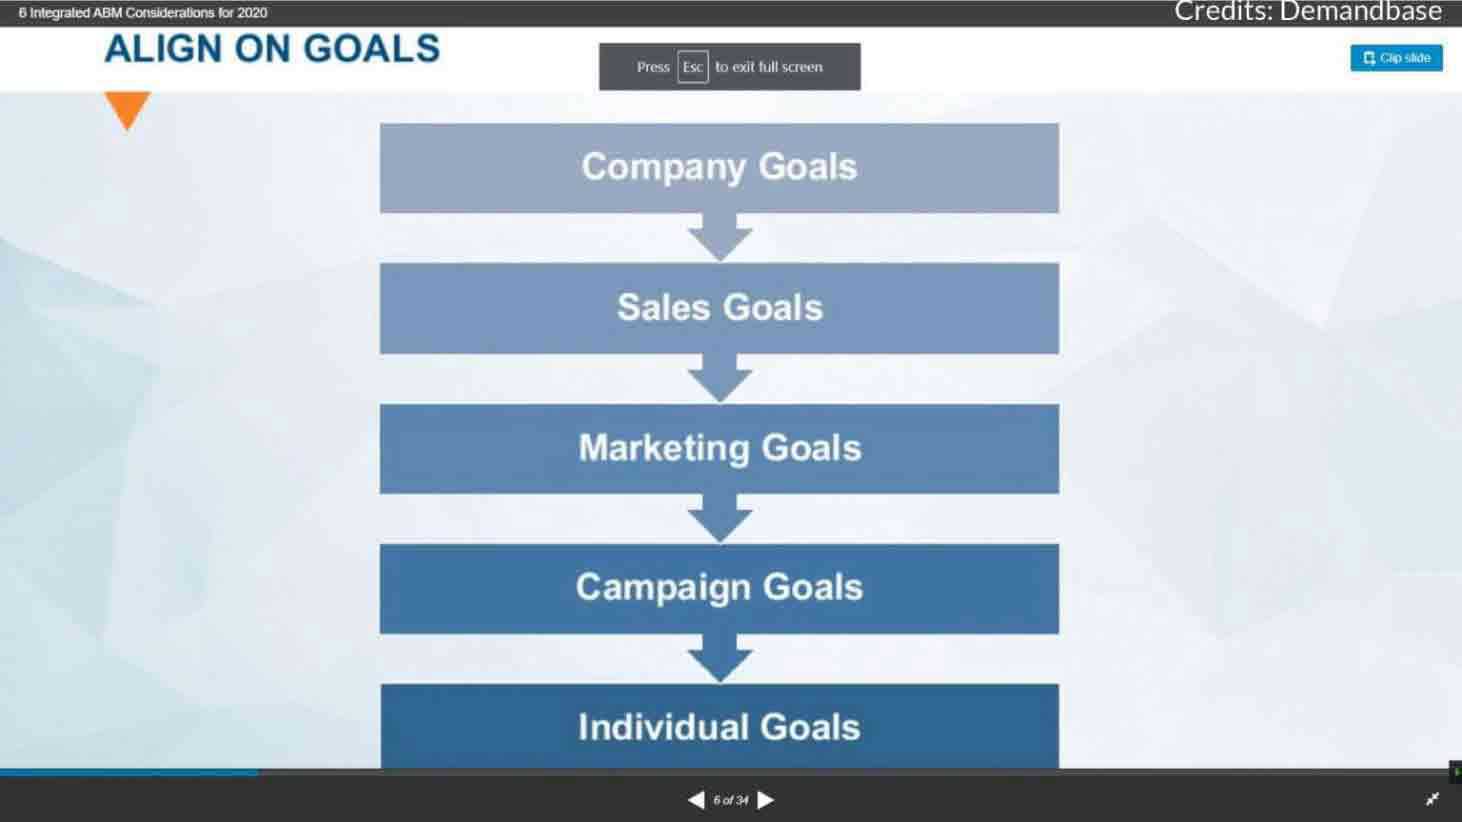 6 Integrated ABM Considerations for 2020
Credits: Demandbase
ALIGN ON GOALS
Press Esc to exit full screen
Clip slide
Company Goals
Sales Goals
Marketing Goals
Campaign Goals
Individual Goals
6 of 34